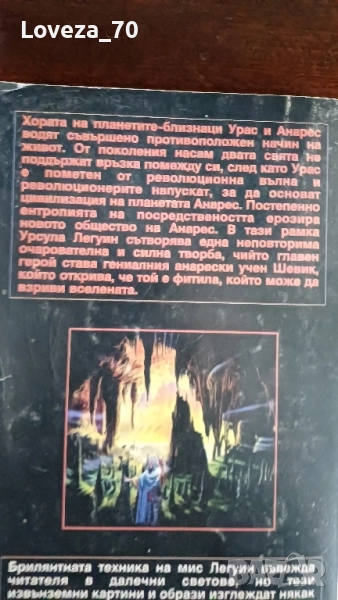 Loveza_70
Хората на планетите-близнаци Урас и Анарес
водят съвършено противоположен начин на
живот. От поколения насам двата свята не
поддържат връзка помежду си, след като Урас
е пометен от революционна вълна и
революционерите напускат, за да основат
цивилизация на планетата Анарес. Постепенно
ентропията на посредствеността ерозира
новото общество на Анарес. В тази рамка
Урсула Легуин сътворява една неповторима
очарователна и силна творба, чийто главен
герой става гениалния анарески учен Шевик,
който открива, че той е фитила, който може да
взриви вселената.
Брилянтната техника на мис Легуин въвежда
читателя в далечни светове, но тези
извънземни картини и образи изглеждат някак